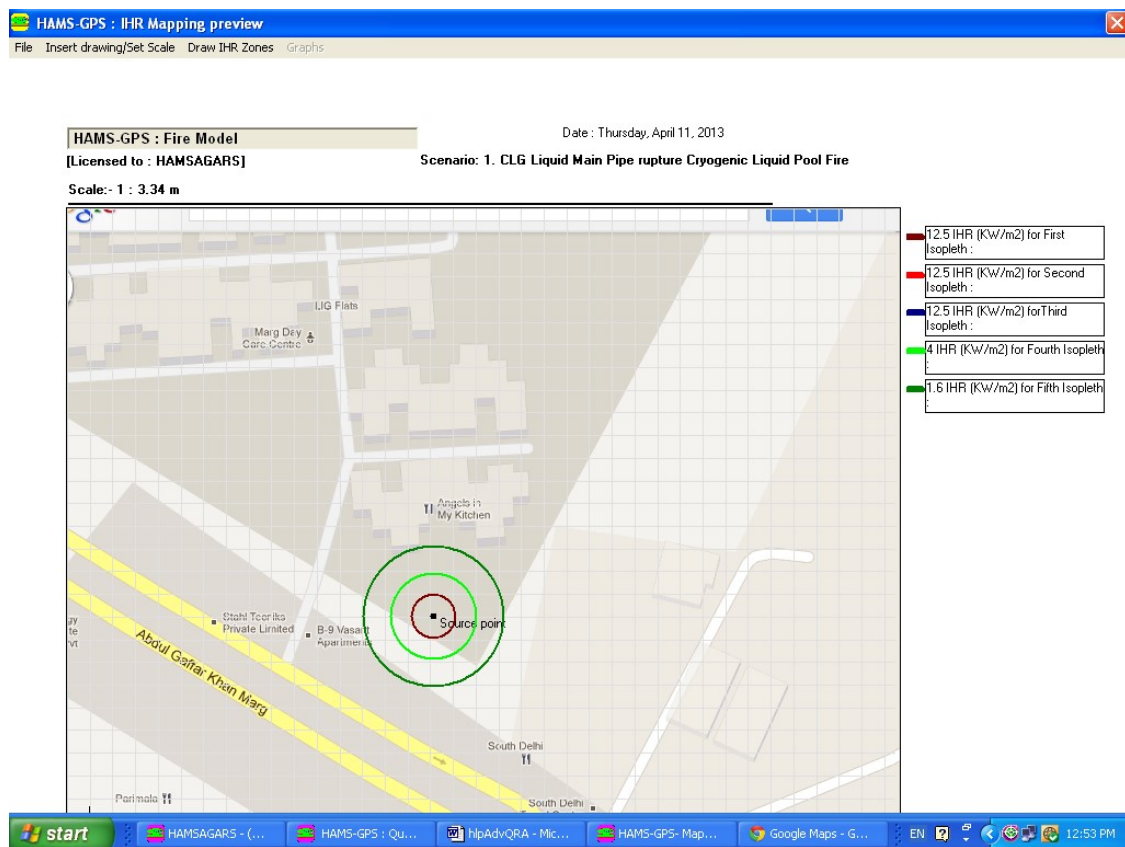 HAMS-GPS : IHR Mapping preview
File Insert drawing/Set Scale Draw IHR Zones Graphs
HAMS-GPS : Fire Model
Date : Thursday, April 11, 2013
[Licensed to : HAMSAGARS]
Scenario: 1. CLG Liquid Main Pipe rupture Cryogenic Liquid Pool Fire
Scale:- 1 : 3.34 m
12.5 IHR (KW/m2) for First
Isopleth :
12.5 IHR (KW/m2) for Second
Isopleth :
12.5 IHR (KW/m2) forThird
Isopleth :
4 IHR (KW/m2) for Fourth Isopleth
:
1.6 IHR (KW/m2) for Fifth Isopleth
:
LIG Flats
Marg Day
Care Centre
Angels in
My Kitchen
Source point
Private Limited
B-9 Vasant
Apartments
Abdul Gaffar Khan Marg
South Delhi
Parimala
South Delhi
start
HAMSAGARS - (...
HAMS-GPS : Qu...
hlpAdvQRA - Mic...
HAMS-GPS- Map...
Google Maps - G...
EN
12:53 PM